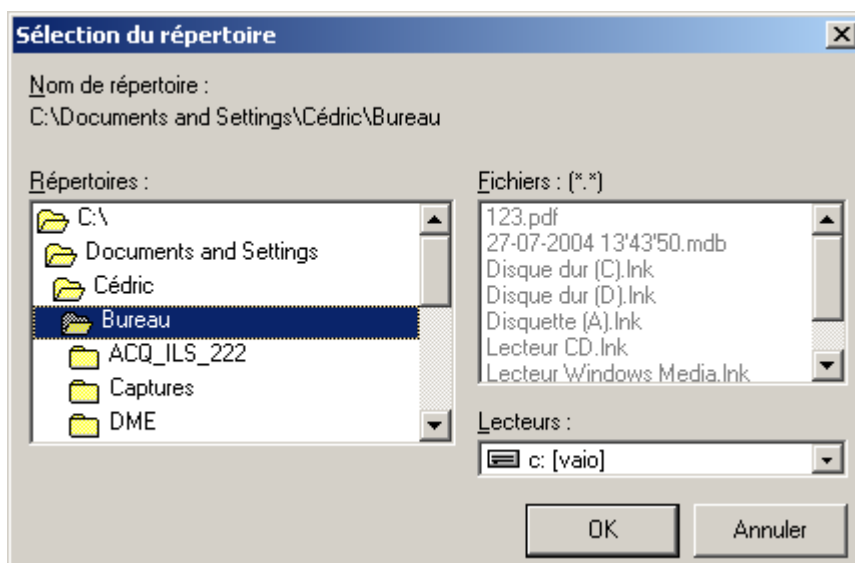 Sélection du répertoire
Nom de répertoire :
C:\Documents and Settings\Cédric\Bureau
Répertoires :
C:\
Documents and Settings
Cédric
Bureau
ACQ_ILS_222
Captures
DME
Fichiers : (*.*)
123.pdf
27-07-2004 13'43'50.mdb
Disque dur (C).lnk
Disque dur (D).lnk
Disquette (A).lnk
Lecteur CD.lnk
Lecteur Windows Media.lnk
Lecteurs :
c: [vaio]
OK
Annuler